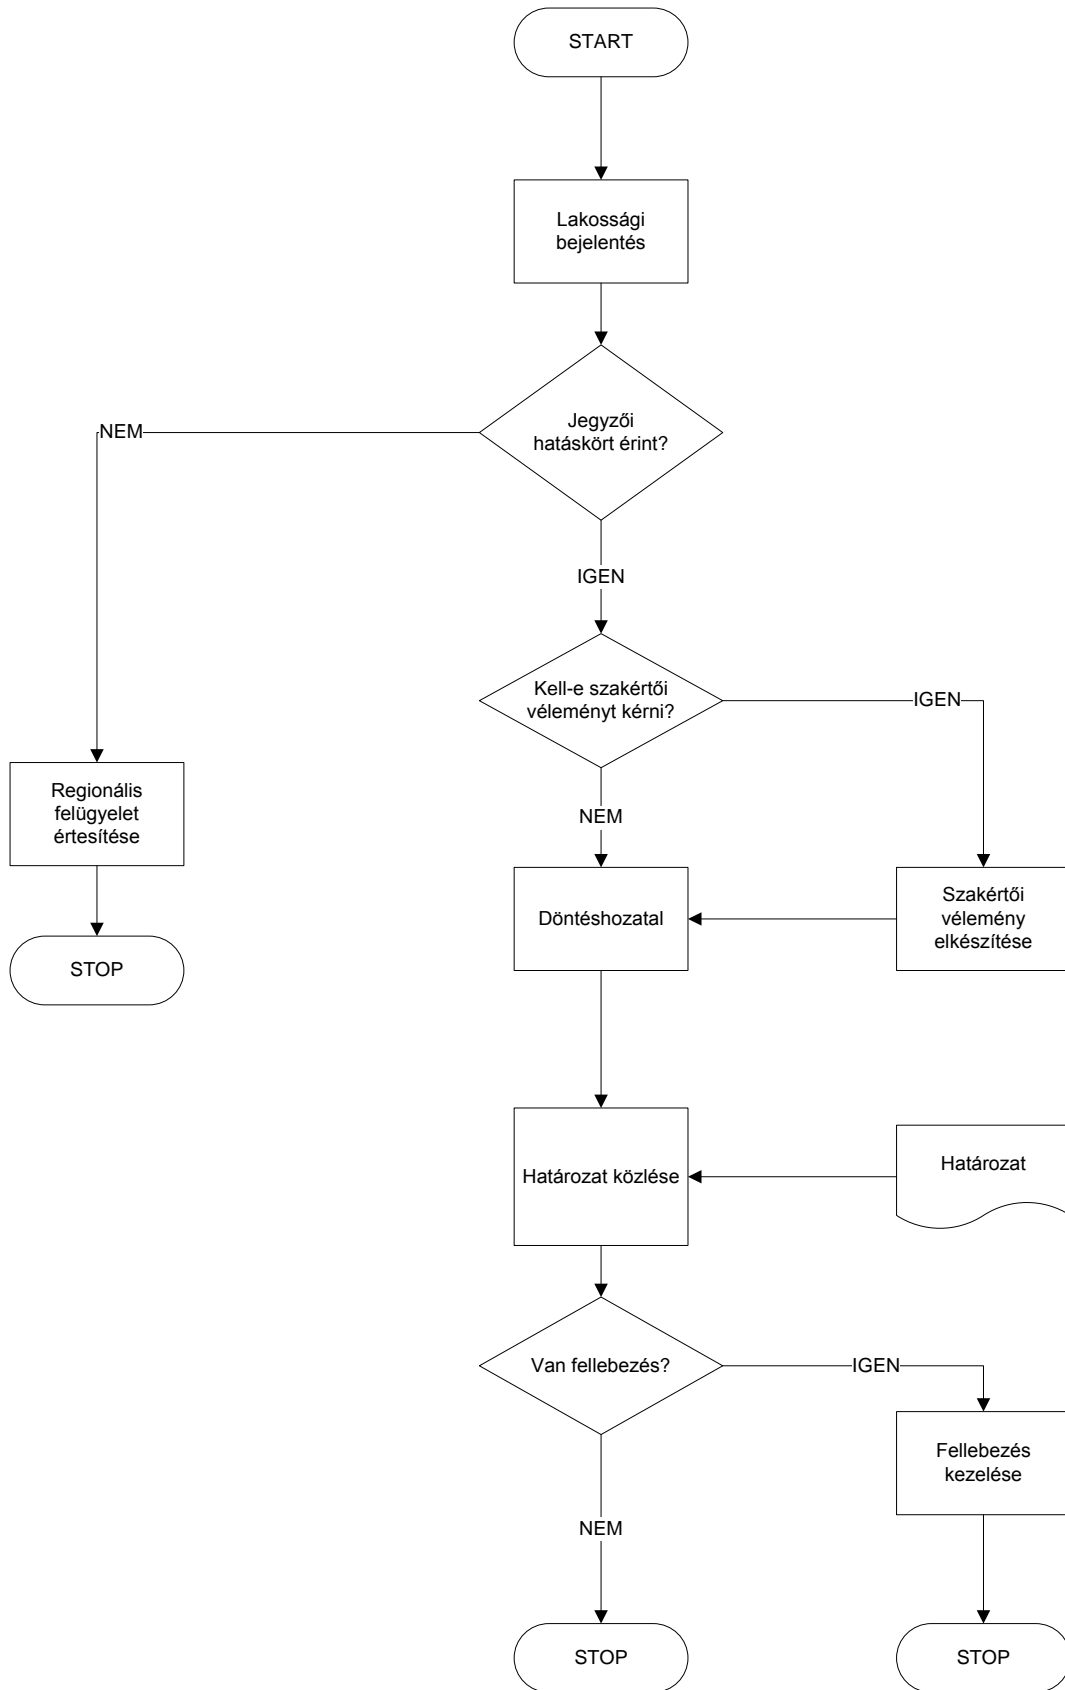 START
Lakossági
bejelentés
Jegyzői
hatáskört érint?
NEM
IGEN
Kell-e szakértői
véleményt kérni?
IGEN
NEM
Regionális
felügyelet
értesítése
Döntéshozatal
Szakértői
vélemény
elkészítése
STOP
Határozat közlése
Határozat
Van fellebezés?
IGEN
Fellebezés
kezelése
NEM
STOP
STOP